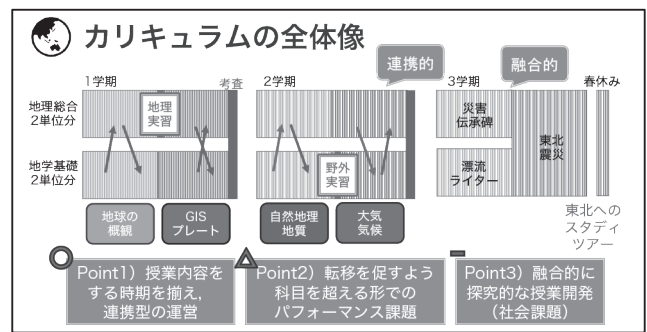 カリキュラムの全体像
連携的
融合的
1学期
考査
2学期
3学期
春休み
地理総合
2単位分
地理
実習
災害
伝承碑
東北
震災
地学基礎
2単位分
野外
実習
漂流
ライター
地球の
概観
GIS
プレート
自然地理
地質
大気
気候
東北への
スタディ
ツアー
Point1）授業内容を
する時期を揃え，
連携型の運営
Point2）転移を促すよう
科目を超える形での
パフォーマンス課題
Point3）融合的に
探究的な授業開発
（社会課題）